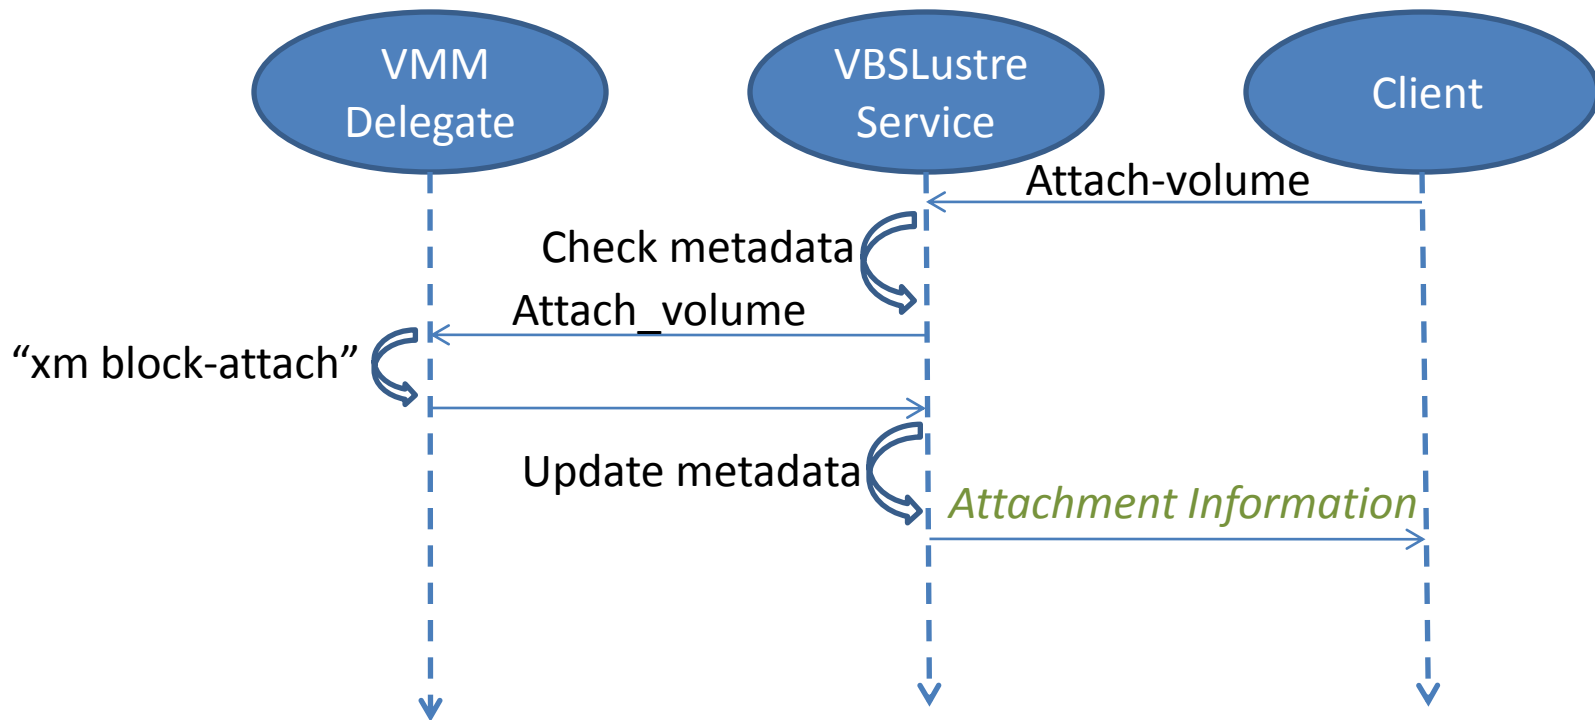 VMM
Delegate
VBSLustre
Service
Client
Attach-volume
Check metadata
Attach_volume
“xm block-attach”
Update metadata
Attachment Information